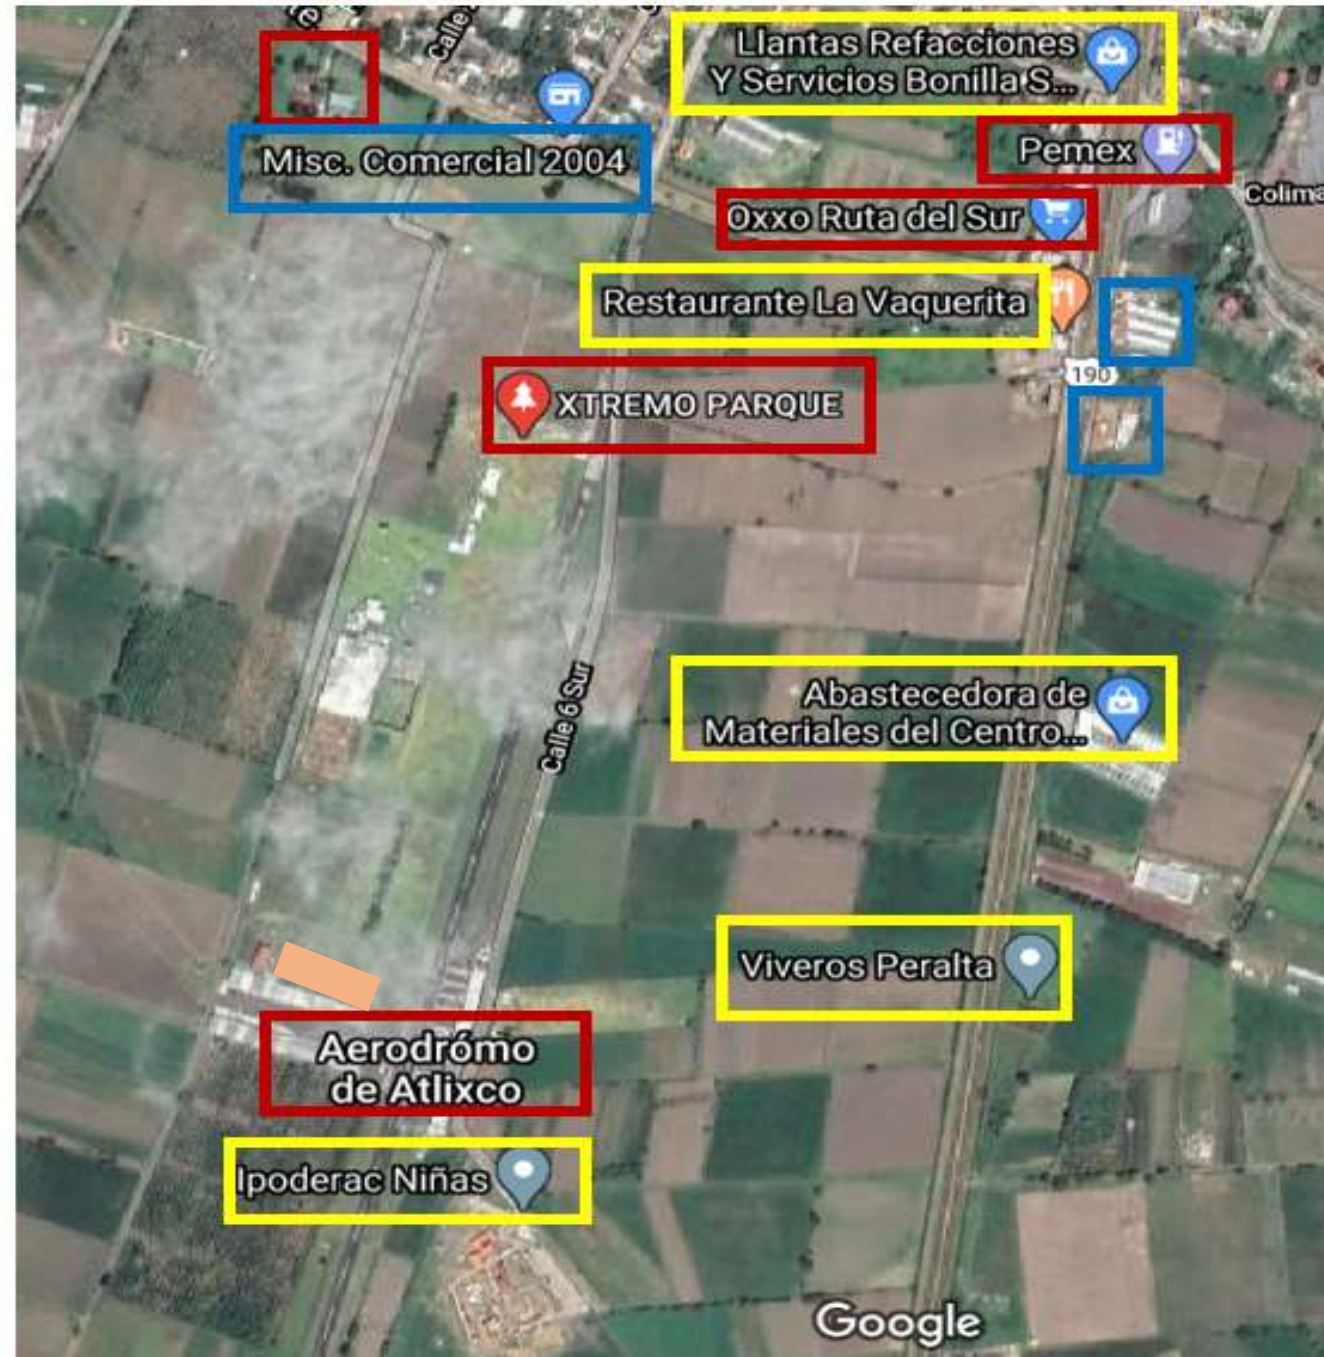 Calle
Llantas Refacciones
Y Servicios Bonilla S...
Misc. Comercial 2004
Pemex
Colima
Oxxo Ruta del Sur
Restaurante La Vaquerita
190
XTREMO PARQUE
Calle 6 Sur
Abastecedora de
Materiales del Centro...
Viveros Peralta
Aerodrómo
de Atlixco
Ipoderac Niñas
Google